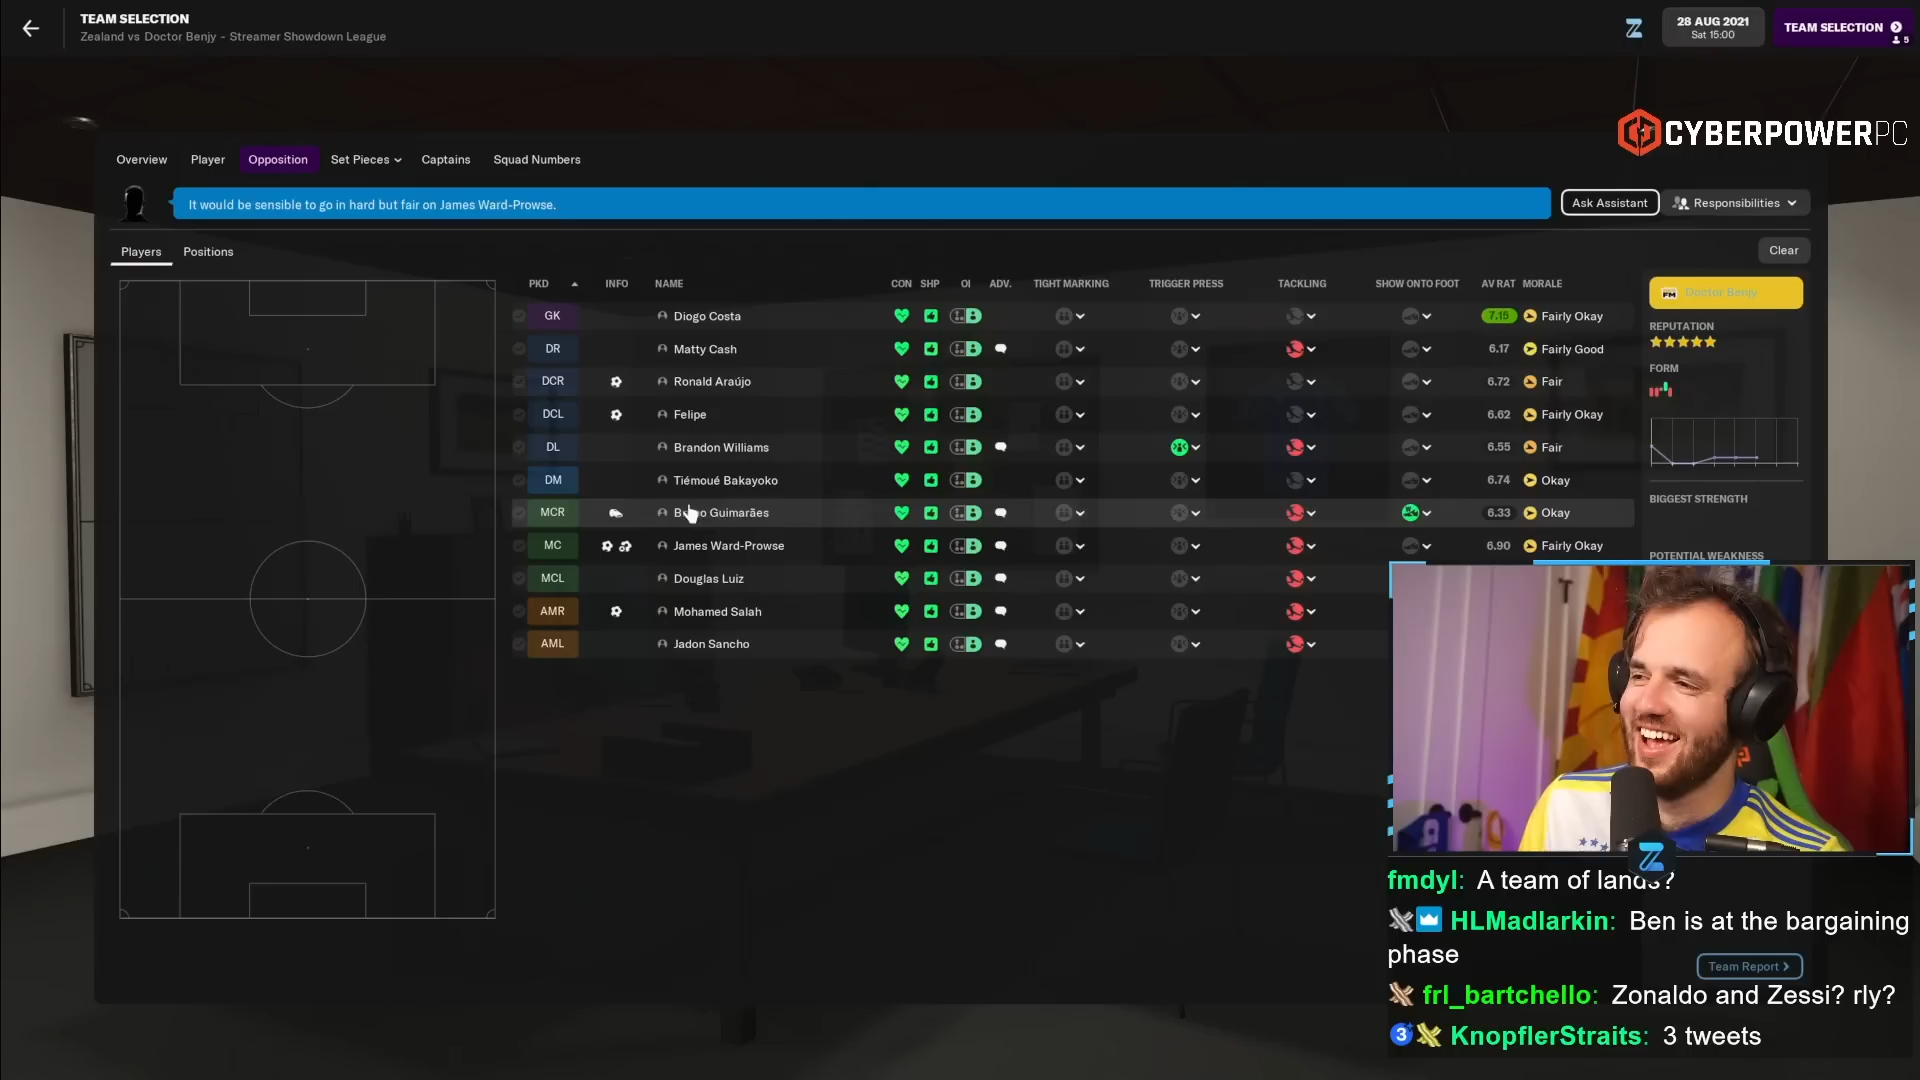 TEAM SELECTION
Zealand vs Doctor Benjy - Streamer Showdown League
28 AUG 2021
Sat 15:00
TEAM SELECTION
5
CYBERPOWERPC
Overview Player Opposition Set Pieces Captains Squad Numbers
It would be sensible to go in hard but fair on James Ward-Prowse.
Ask Assistant
Responsibilities
Players Positions
Clear
PKD INFO NAME CON SHP OI ADV. TIGHT MARKING TRIGGER PRESS TACKLING SHOW ONTO FOOT AV RAT MORALE
GK Diogo Costa 7.15 Fairly Okay
DR Matty Cash 6.17 Fairly Good
DCR Ronald Araújo 6.72 Fair
DCL Felipe 6.62 Fairly Okay
DL Brandon Williams 6.55 Fair
DM Tiémoué Bakayoko 6.74 Okay
MCR Guimarães 6.33 Okay
MC James Ward-Prowse 6.90 Fairly Okay
MCL Douglas Luiz
AMR Mohamed Salah
AML Jadon Sancho
FM Doctor Benjy
REPUTATION
FORM
BIGGEST STRENGTH
POTENTIAL WEAKNESS
fmdyl: A team of lands?
HLMadlarkin: Ben is at the bargaining
phase
Team Report
frl_bartchello: Zonaldo and Zessi? rly?
3 KnopflerStraits: 3 tweets